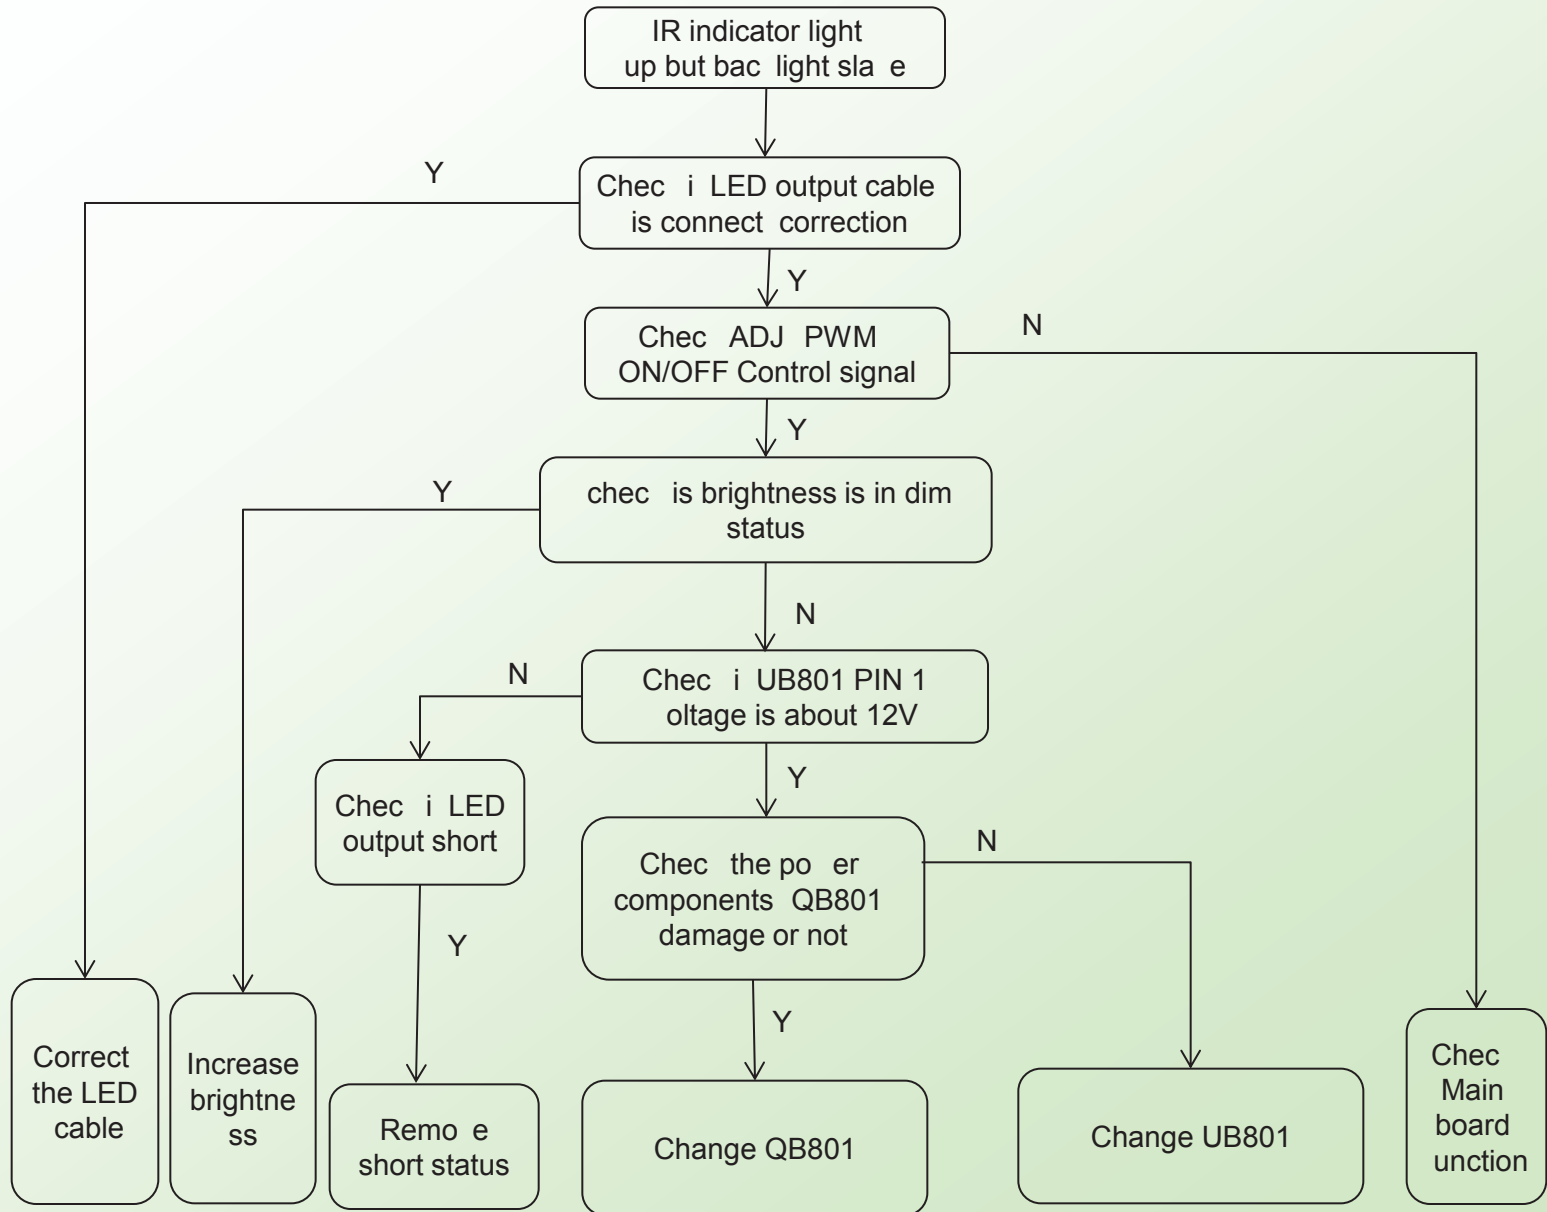 IR indicator light
up but bac light sla e
Y
Chec i LED output cable
is connect correction
Y
Chec ADJ PWM
ON/OFF Control signal
N
Y
Y
chec is brightness is in dim
status
N
N
Chec i UB801 PIN 1
oltage is about 12V
Y
Chec i LED
output short
Chec the po er
components QB801
damage or not
N
Y
Y
Correct
the LED
cable
Increase
brightne
ss
Remo e
short status
Change QB801
Change UB801
Chec
Main
board
unction